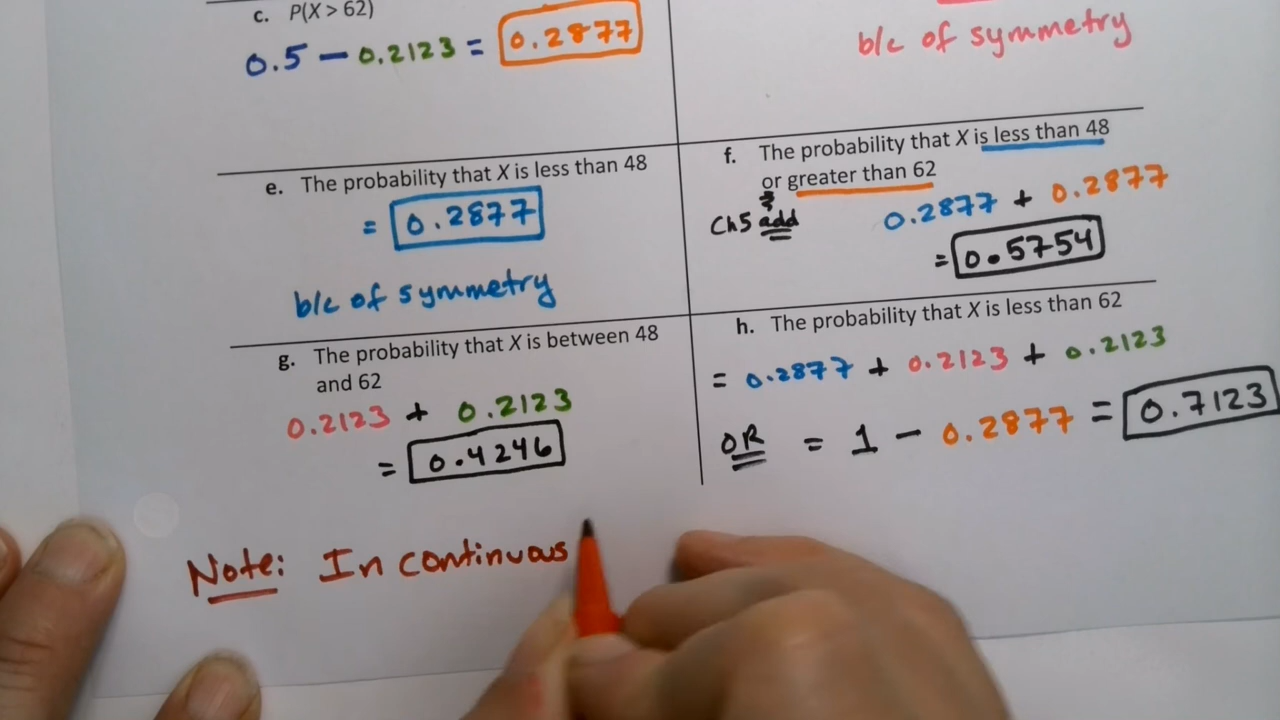 c. P(X > 62)
0.5 – 0.2123 = 0.2877
b/c of symmetry
e. The probability that X is less than 48
= 0.2877
b/c of symmetry
f. The probability that X is less than 48
or greater than 62
Ch5 add
0.2877 + 0.2877
= 0.5754
g. The probability that X is between 48
and 62
0.2123 + 0.2123
= 0.4246
h. The probability that X is less than 62
= 0.2877 + 0.2123 + 0.2123
OR = 1 – 0.2877 = 0.7123
Note: In continuous